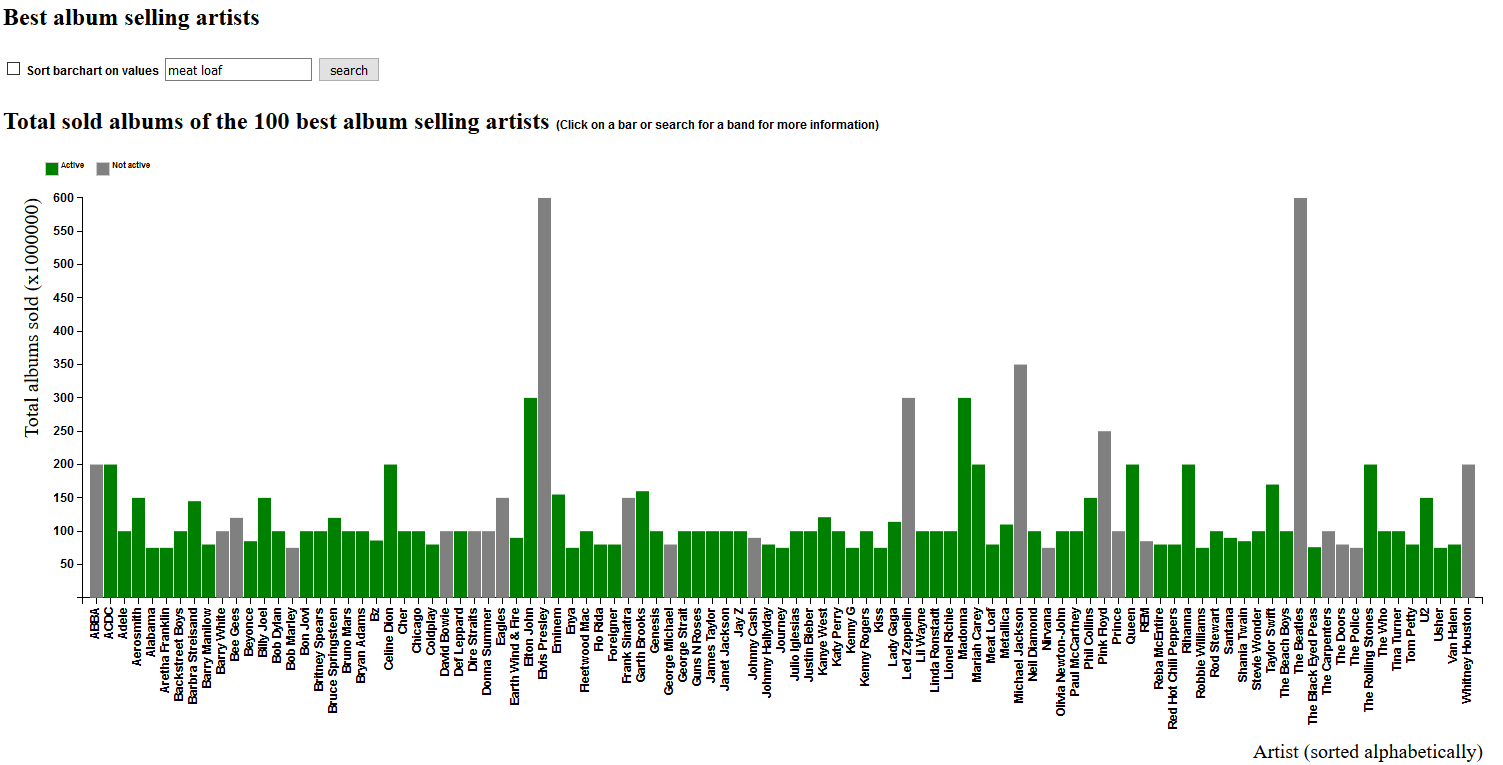 Best album selling artists
Sort barchart on values meat loaf search
Total sold albums of the 100 best album selling artists (Click on a bar or search for a band for more information)
Active Not active
Total albums sold (x1000000)
600
550
500
450
400
350
300
250
200
150
100
50
ABBA
ACDC
Adele
Aerosmith
Alabama
Aretha Franklin
Backstreet Boys
Barbra Streisand
Barry Manilow
Barry White
Bee Gees
Beyonce
Billy Joel
Bob Dylan
Bob Marley
Bon Jovi
Britney Spears
Bruce Springsteen
Bruno Mars
Bryan Adams
Bz
Celine Dion
Cher
Chicago
Coldplay
David Bowie
Def Leppard
Dire Straits
Donna Summer
Eagles
Earth Wind & Fire
Elton John
Elvis Presley
Eminem
Enya
Fleetwood Mac
Flo Rida
Foreigner
Frank Sinatra
Garth Brooks
Genesis
George Michael
George Strait
Guns N Roses
James Taylor
Janet Jackson
Jay Z
Johnny Cash
Johnny Hallyday
Journey
Julio Iglesias
Justin Bieber
Kanye West
Katy Perry
Kenny G
Kenny Rogers
Kiss
Lady Gaga
Led Zeppelin
Lil Wayne
Linda Ronstadt
Lionel Richie
Madonna
Mariah Carey
Meat Loaf
Metallica
Michael Jackson
Neil Diamond
Nirvana
Olivia Newton-John
Paul McCartney
Phil Collins
Pink Floyd
Prince
Queen
REM
Reba McEntire
Red Hot Chili Peppers
Rihanna
Robbie Williams
Rod Stewart
Santana
Shania Twain
Stevie Wonder
Taylor Swift
The Beach Boys
The Beatles
The Black Eyed Peas
The Carpenters
The Doors
The Police
The Rolling Stones
The Who
Tina Turner
Tom Petty
U2
Usher
Van Halen
Whitney Houston
Artist (sorted alphabetically)